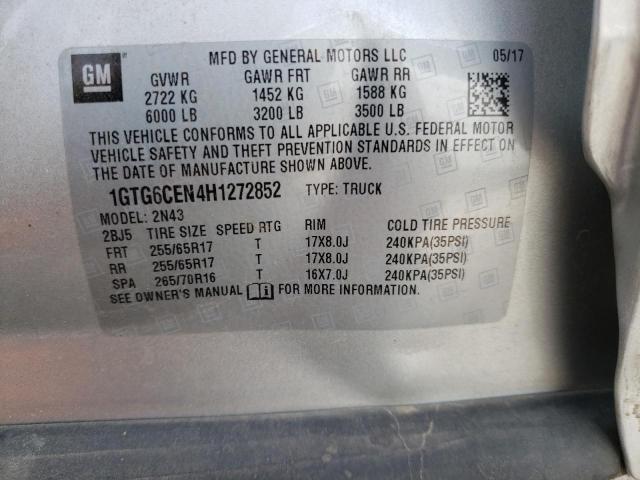 GM
MFD BY GENERAL MOTORS LLC 05/17
GVWR GAWR FRT GAWR RR
2722 KG 1452 KG 1588 KG
6000 LB 3200 LB 3500 LB
THIS VEHICLE CONFORMS TO ALL APPLICABLE U.S. FEDERAL MOTOR
VEHICLE SAFETY AND THEFT PREVENTION STANDARDS IN EFFECT ON
THE DATE OF MANUFACTURE SHOWN ABOVE.
1GTG6CEN4H1272852 TYPE: TRUCK
MODEL: 2N43
2BJ5 TIRE SIZE SPEED RTG RIM COLD TIRE PRESSURE
FRT 255/65R17 T 17X8.0J 240KPA(35PSI)
RR 255/65R17 T 17X8.0J 240KPA(35PSI)
SPA 265/70R16 T 16X7.0J 240KPA(35PSI)
SEE OWNER'S MANUAL FOR MORE INFORMATION.